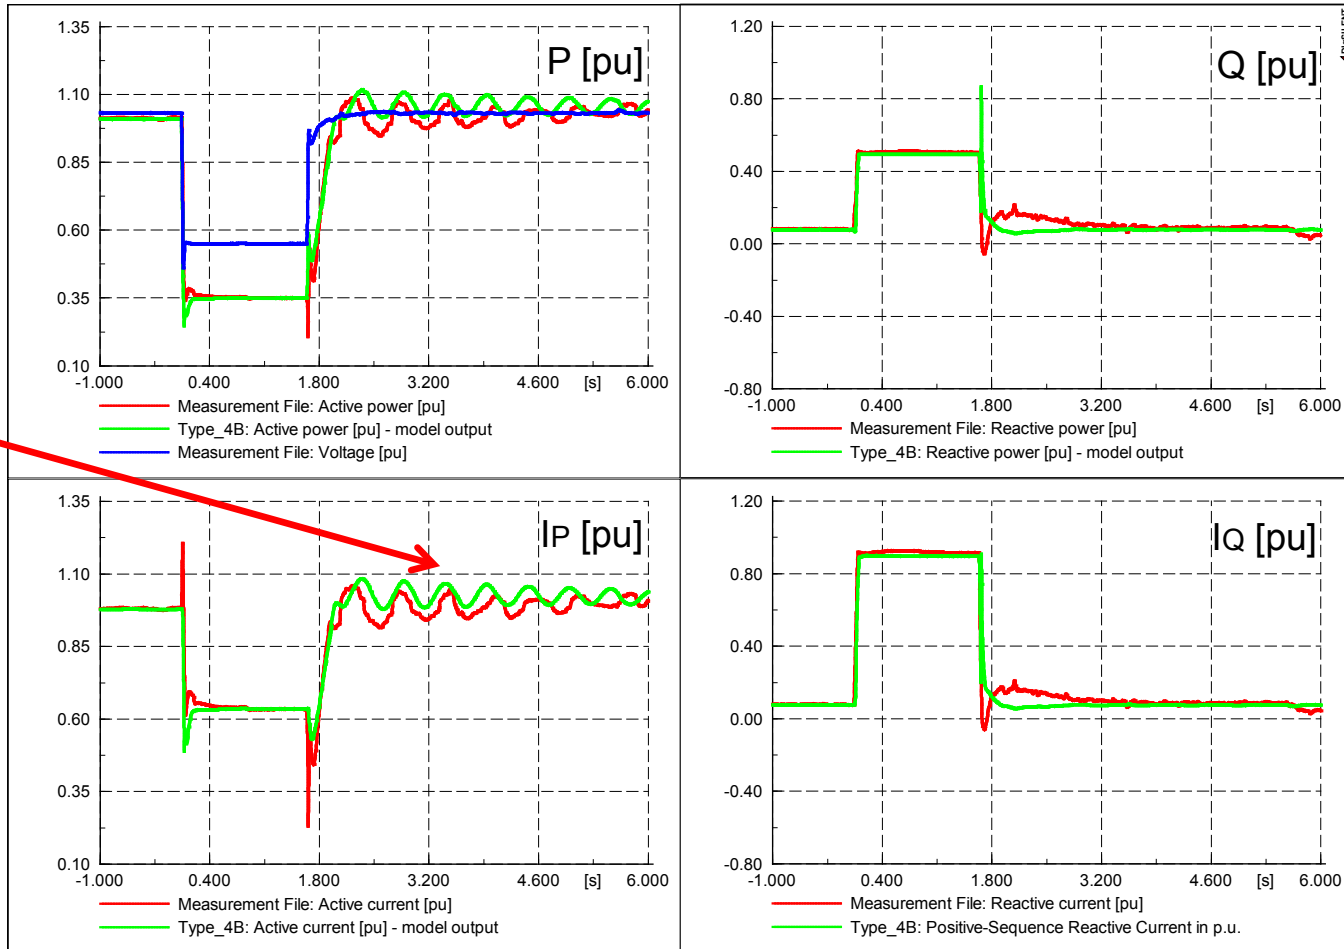 P [pu]
1.35
1.10
0.85
0.60
0.35
0.10
-1.000 0.400 1.800 3.200 4.600 [s] 6.000
Measurement File: Active power [pu]
Type_4B: Active power [pu] - model output
Measurement File: Voltage [pu]
Q [pu]
1.20
0.80
0.40
0.00
-0.40
-0.80
-1.000 0.400 1.800 3.200 4.600 [s] 6.000
Measurement File: Reactive power [pu]
Type_4B: Reactive power [pu] - model output
IP [pu]
1.35
1.10
0.85
0.60
0.35
0.10
-1.000 0.400 1.800 3.200 4.600 [s] 6.000
Measurement File: Active current [pu]
Type_4B: Active current [pu] - model output
IQ [pu]
1.20
0.80
0.40
0.00
-0.40
-0.80
-1.000 0.400 1.800 3.200 4.600 [s] 6.000
Measurement File: Reactive current [pu]
Type_4B: Positive-Sequence Reactive Current in p.u.